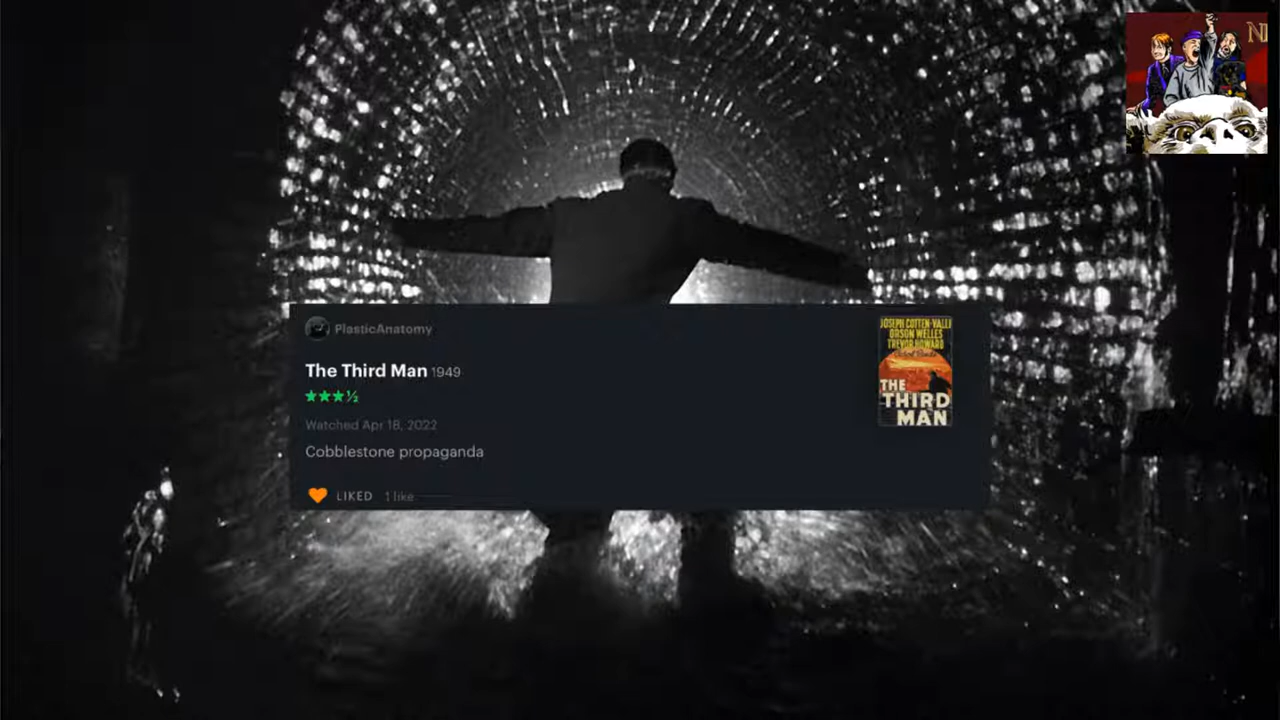 PlasticAnatomy
The Third Man 1949
★★★½
Watched Apr 18, 2022
Cobblestone propaganda
LIKED 1 like
JOSEPH COTTEN·VALLI
ORSON WELLES
TREVOR HOWARD
THE
THIRD
MAN